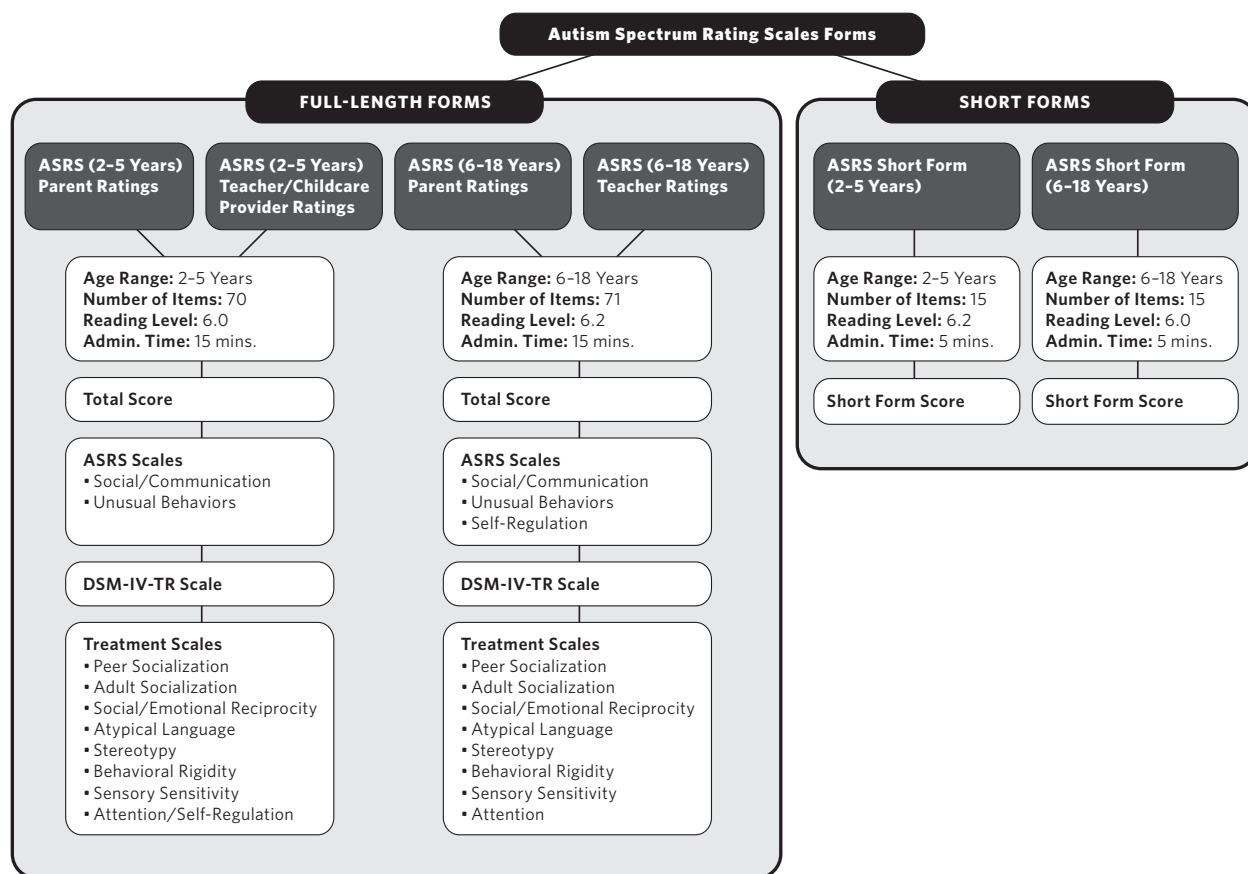 Autism Spectrum Rating Scales Forms
FULL-LENGTH FORMS
ASRS (2–5 Years)
Parent Ratings
ASRS (2–5 Years)
Teacher/Childcare
Provider Ratings
ASRS (6–18 Years)
Parent Ratings
ASRS (6–18 Years)
Teacher Ratings
Age Range: 2–5 Years
Number of Items: 70
Reading Level: 6.0
Admin. Time: 15 mins.
Total Score
ASRS Scales
• Social/Communication
• Unusual Behaviors
DSM-IV-TR Scale
Treatment Scales
• Peer Socialization
• Adult Socialization
• Social/Emotional Reciprocity
• Atypical Language
• Stereotypy
• Behavioral Rigidity
• Sensory Sensitivity
• Attention/Self-Regulation
Age Range: 6–18 Years
Number of Items: 71
Reading Level: 6.2
Admin. Time: 15 mins.
Total Score
ASRS Scales
• Social/Communication
• Unusual Behaviors
• Self-Regulation
DSM-IV-TR Scale
Treatment Scales
• Peer Socialization
• Adult Socialization
• Social/Emotional Reciprocity
• Atypical Language
• Stereotypy
• Behavioral Rigidity
• Sensory Sensitivity
• Attention
SHORT FORMS
ASRS Short Form
(2–5 Years)
Age Range: 2–5 Years
Number of Items: 15
Reading Level: 6.2
Admin. Time: 5 mins.
Short Form Score
ASRS Short Form
(6–18 Years)
Age Range: 6–18 Years
Number of Items: 15
Reading Level: 6.0
Admin. Time: 5 mins.
Short Form Score